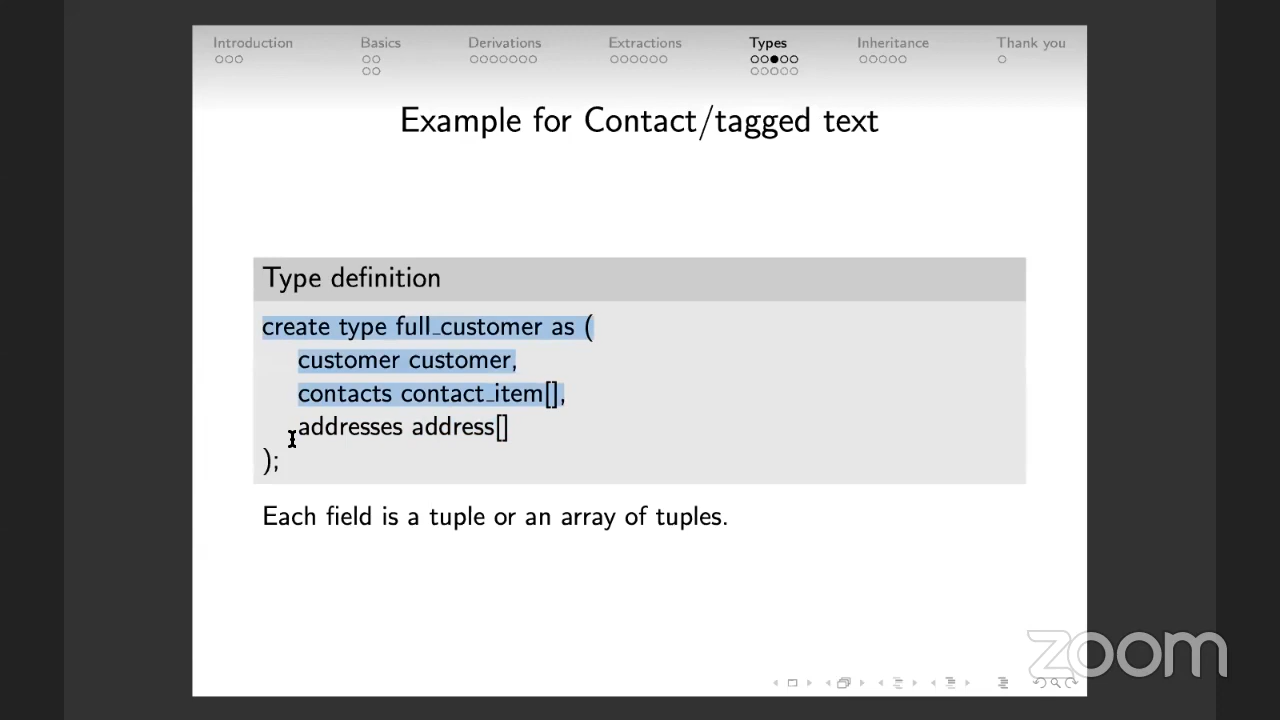 Introduction Basics Derivations Extractions Types Inheritance Thank you
Example for Contact/tagged text
Type definition
create type full_customer as (
customer customer,
contacts contact_item[],
addresses address[]
);
Each field is a tuple or an array of tuples.
zoom